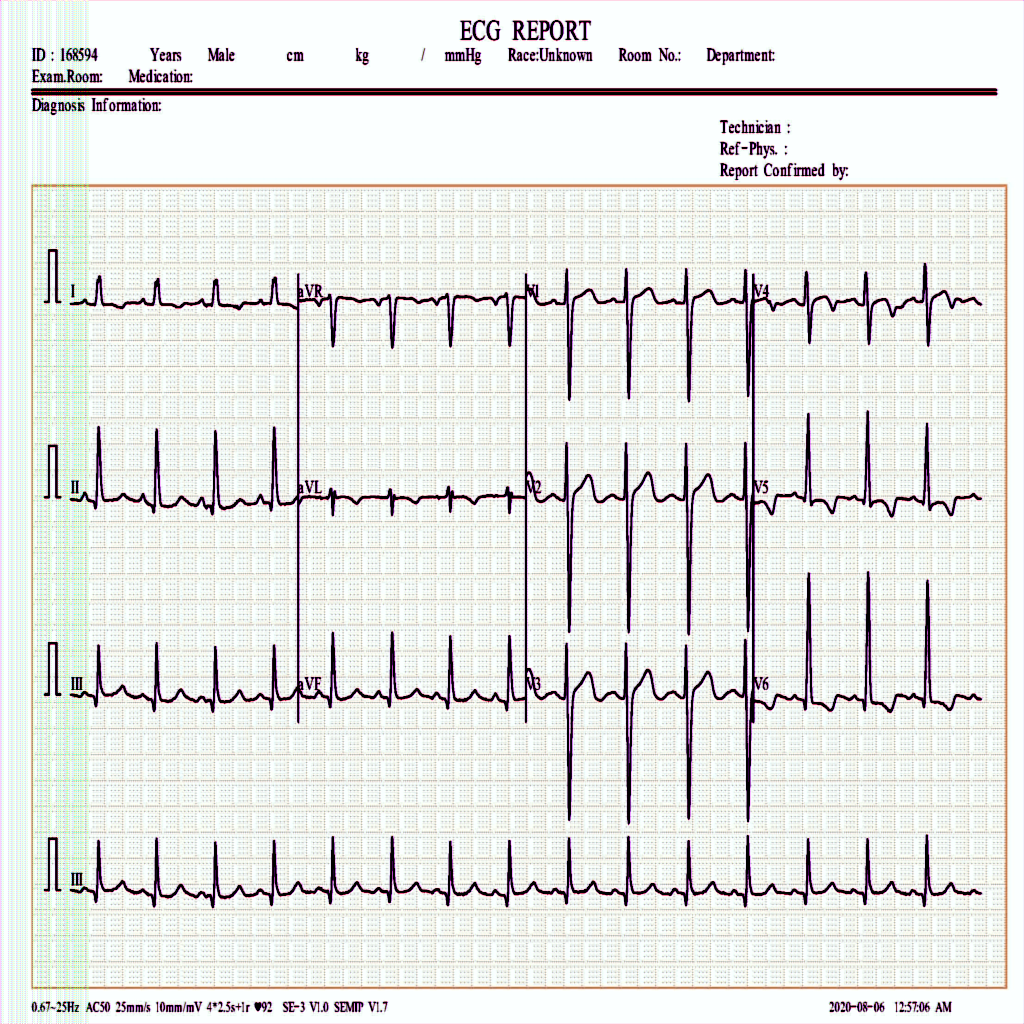 ECG REPORT
ID : 168594 Years Male cm kg / mmHg Race:Unknown Room No.: Department:
Exam.Room: Medication:
Diagnosis Information:
Technician :
Ref-Phys. :
Report Confirmed by:
I aVR V1 V4
II aVL V2 V5
III aVF V3 V6
III
0.67~25Hz AC50 25mm/s 10mm/mV 4*2.5s+1r ♥92 SE-3 V1.0 SEMIP V1.7 2020-08-06 12:57:06 AM